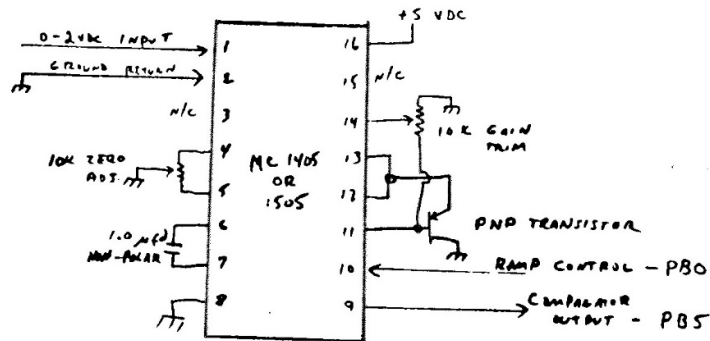 +5 VDC
0-2VDC INPUT
1
16
GROUND RETURN
2
15
N/C
N/C
3
14
10K GAIN
TRIM
4
13
10K ZERO
ADJ.
MC 1405
OR
1505
5
12
6
11
PNP TRANSISTOR
1.0 µfd
NON-POLAR
7
10
RAMP CONTROL - PB0
8
9
COMPARATOR
OUTPUT - PB5